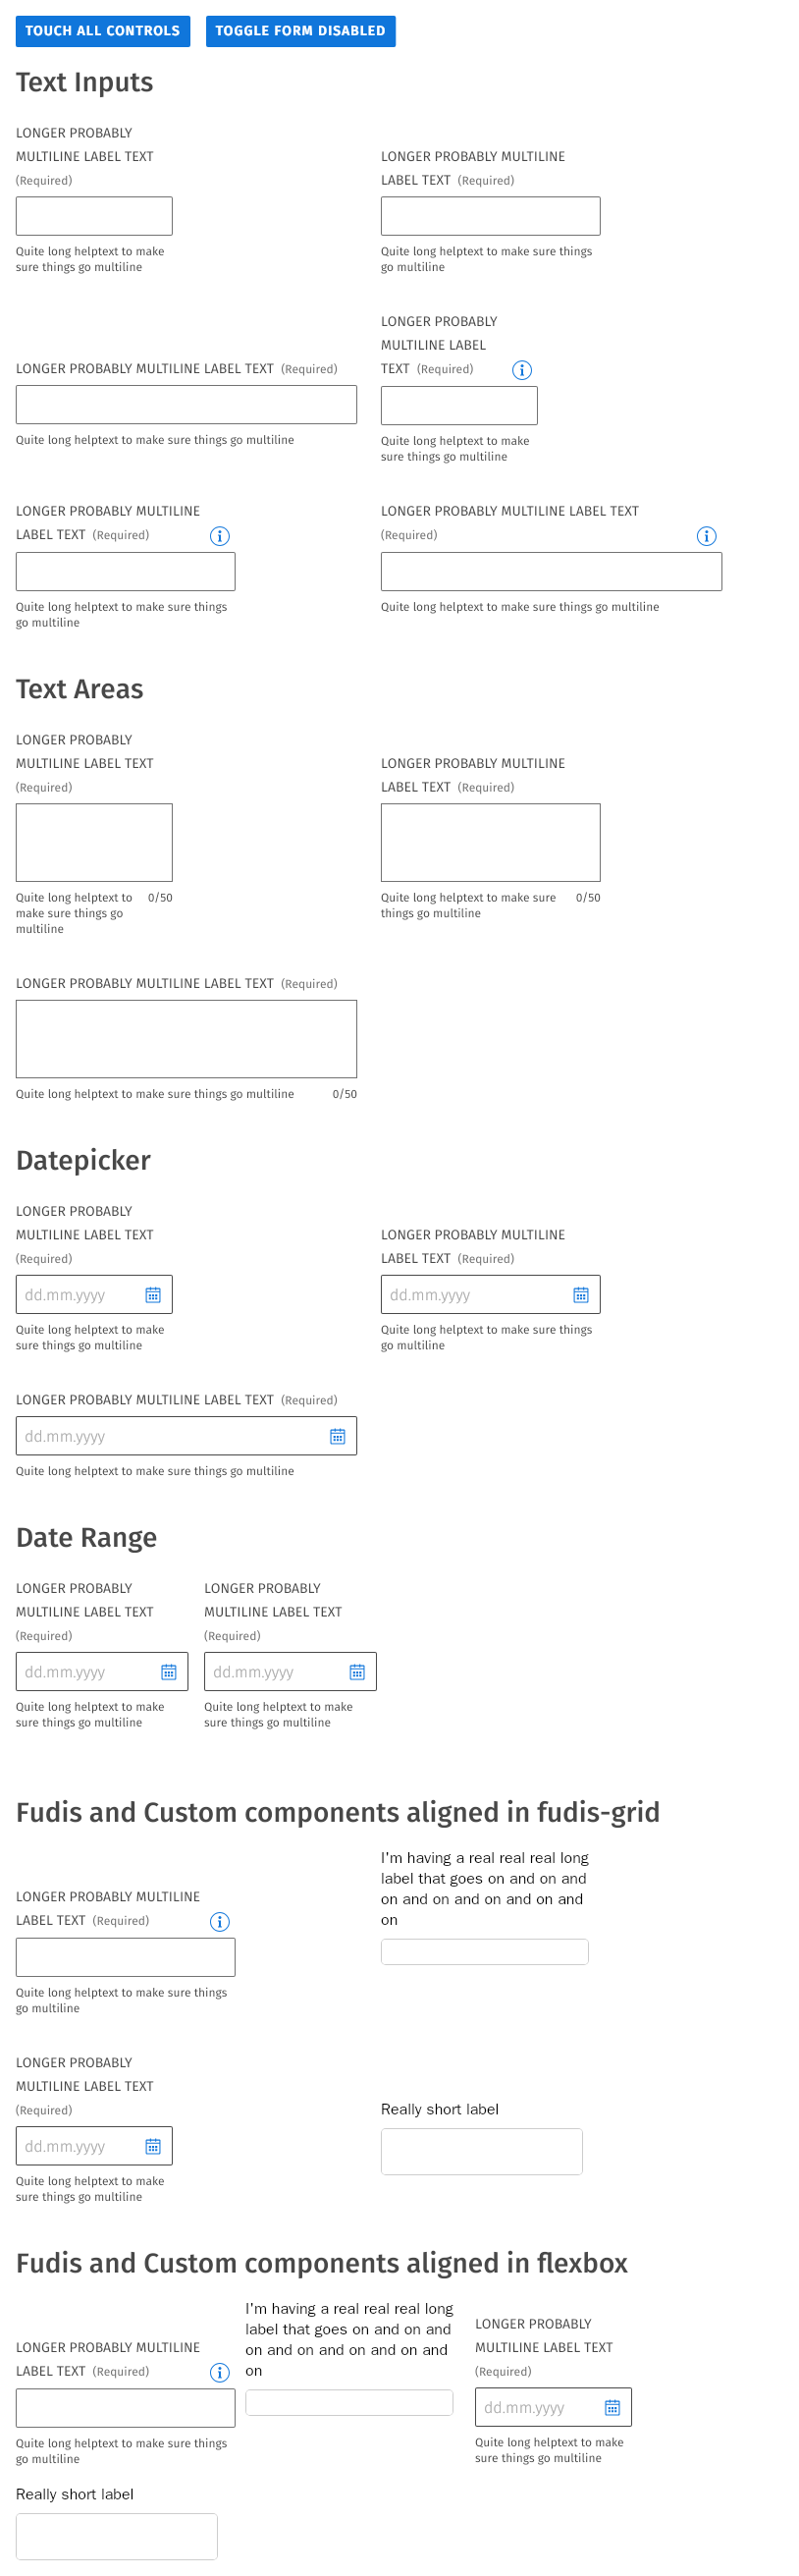 TOUCH ALL CONTROLS
TOGGLE FORM DISABLED
Text Inputs
LONGER PROBABLY
MULTILINE LABEL TEXT
(Required)
Quite long helptext to make
sure things go multiline
LONGER PROBABLY MULTILINE
LABEL TEXT (Required)
Quite long helptext to make sure things
go multiline
LONGER PROBABLY MULTILINE LABEL TEXT (Required)
Quite long helptext to make sure things go multiline
LONGER PROBABLY
MULTILINE LABEL
TEXT (Required)
Quite long helptext to make
sure things go multiline
LONGER PROBABLY MULTILINE
LABEL TEXT (Required)
Quite long helptext to make sure things
go multiline
LONGER PROBABLY MULTILINE LABEL TEXT
(Required)
Quite long helptext to make sure things go multiline
Text Areas
LONGER PROBABLY
MULTILINE LABEL TEXT
(Required)
Quite long helptext to 0/50
make sure things go
multiline
LONGER PROBABLY MULTILINE
LABEL TEXT (Required)
Quite long helptext to make sure 0/50
things go multiline
LONGER PROBABLY MULTILINE LABEL TEXT (Required)
Quite long helptext to make sure things go multiline 0/50
Datepicker
LONGER PROBABLY
MULTILINE LABEL TEXT
(Required)
dd.mm.yyyy
Quite long helptext to make
sure things go multiline
LONGER PROBABLY MULTILINE
LABEL TEXT (Required)
dd.mm.yyyy
Quite long helptext to make sure things
go multiline
LONGER PROBABLY MULTILINE LABEL TEXT (Required)
dd.mm.yyyy
Quite long helptext to make sure things go multiline
Date Range
LONGER PROBABLY
MULTILINE LABEL TEXT
(Required)
dd.mm.yyyy
Quite long helptext to make
sure things go multiline
LONGER PROBABLY
MULTILINE LABEL TEXT
(Required)
dd.mm.yyyy
Quite long helptext to make
sure things go multiline
Fudis and Custom components aligned in fudis-grid
LONGER PROBABLY MULTILINE
LABEL TEXT (Required)
Quite long helptext to make sure things
go multiline
I'm having a real real real long
label that goes on and on and
on and on and on and on and
on
LONGER PROBABLY
MULTILINE LABEL TEXT
(Required)
dd.mm.yyyy
Quite long helptext to make
sure things go multiline
Really short label
Fudis and Custom components aligned in flexbox
LONGER PROBABLY MULTILINE
LABEL TEXT (Required)
Quite long helptext to make sure things
go multiline
I'm having a real real real long
label that goes on and on and
on and on and on and on and
on
LONGER PROBABLY
MULTILINE LABEL TEXT
(Required)
dd.mm.yyyy
Quite long helptext to make
sure things go multiline
Really short label